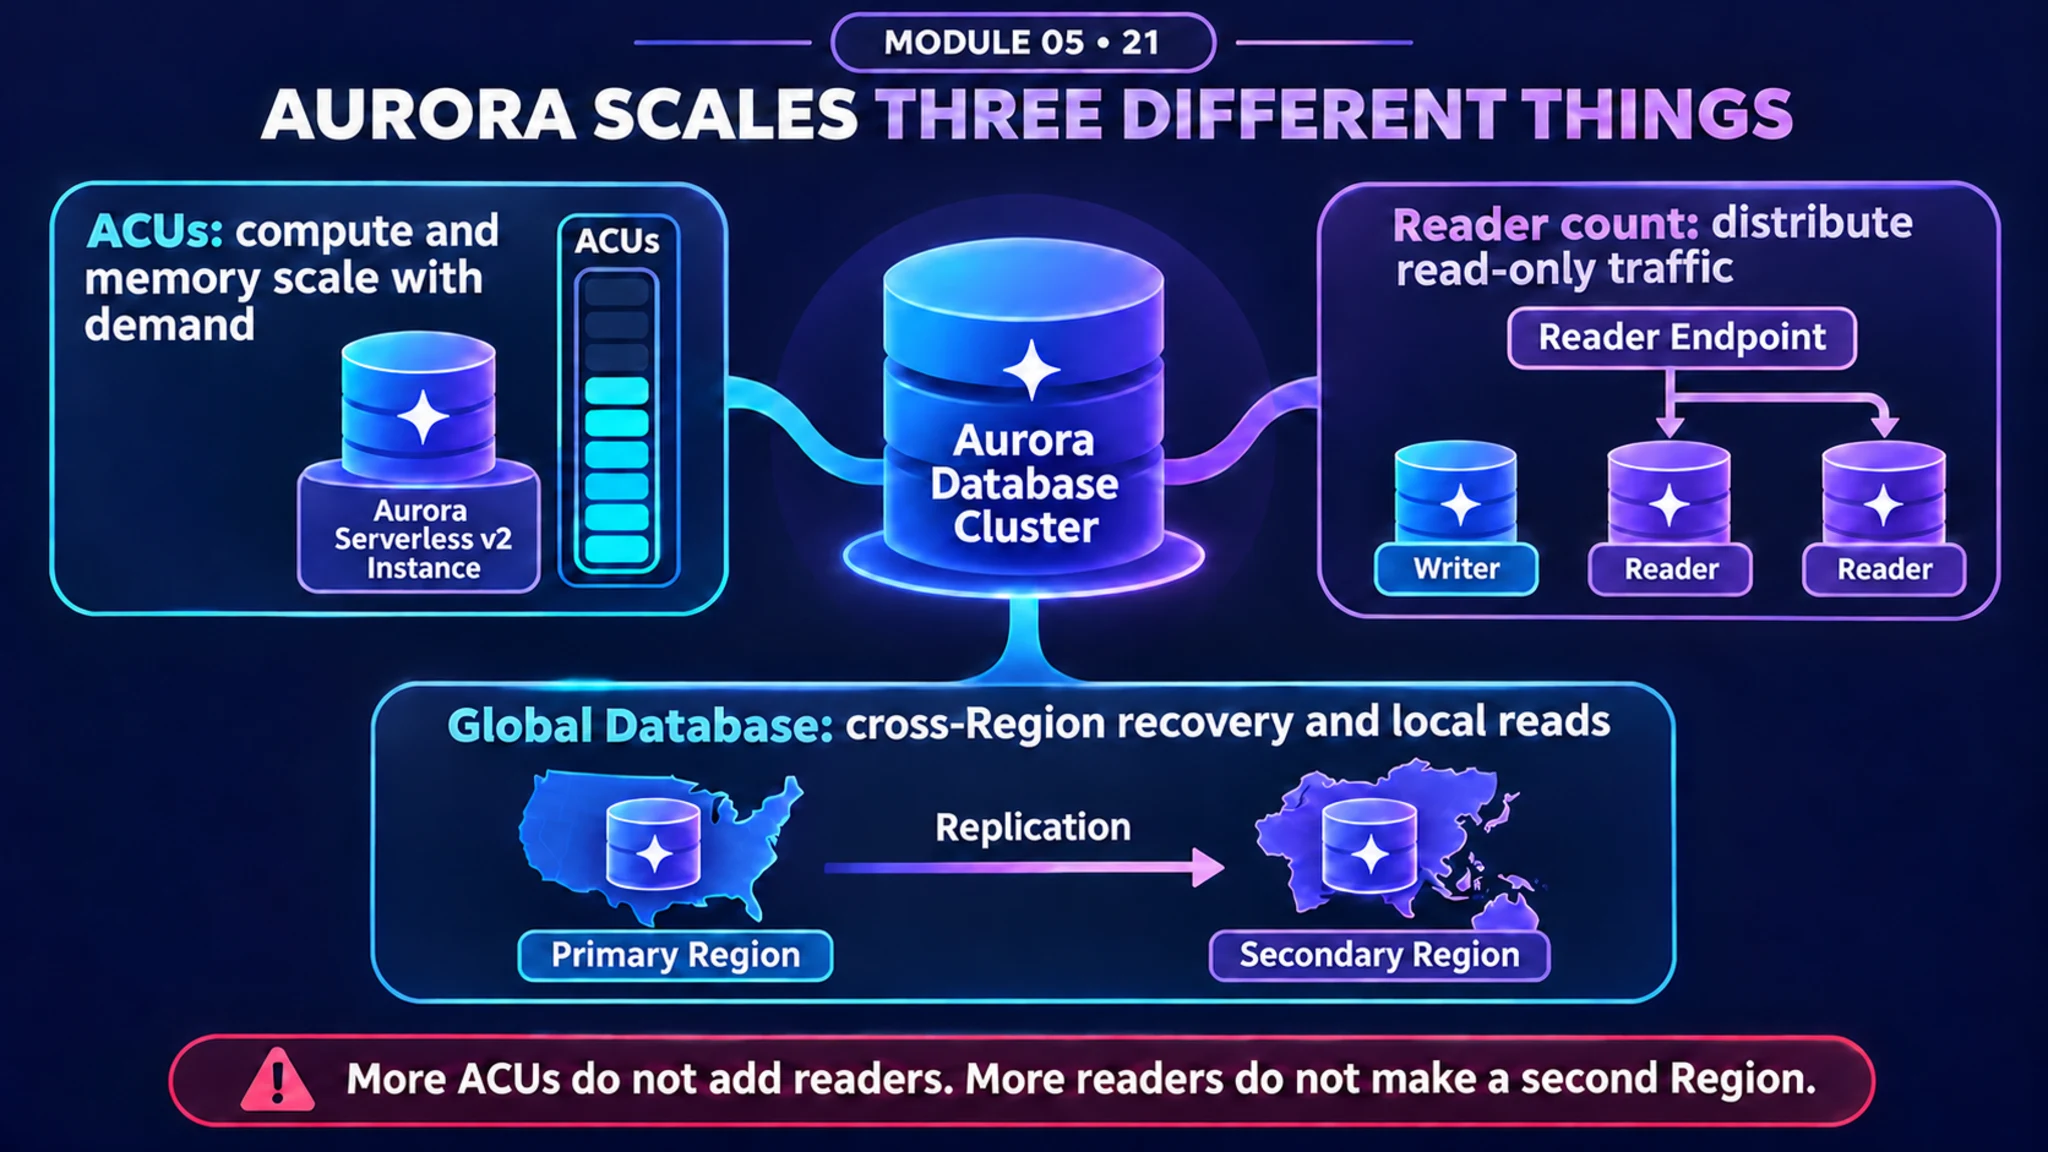 MODULE 05 • 21
AURORA SCALES THREE DIFFERENT THINGS
ACUs: compute and
memory scale with
demand
ACUs
Aurora
Serverless v2
Instance
Aurora
Database
Cluster
Reader count: distribute
read-only traffic
Reader Endpoint
Writer
Reader
Reader
Global Database: cross-Region recovery and local reads
Replication
Primary Region
Secondary Region
More ACUs do not add readers. More readers do not make a second Region.